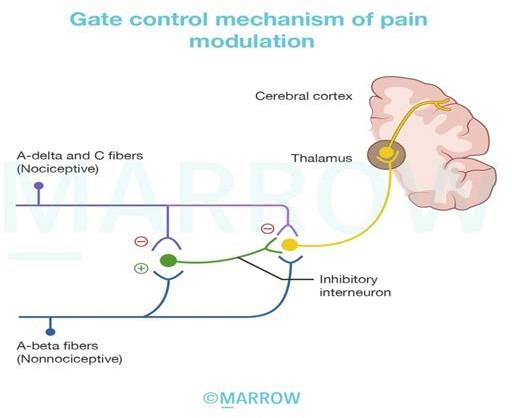 Gate control mechanism of pain
modulation
Cerebral cortex
A-delta and C fibers
(Nociceptive)
Thalamus
MARROW
⊖
⊖
⊕
Inhibitory
interneuron
A-beta fibers
(Nonnociceptive)
©MARROW